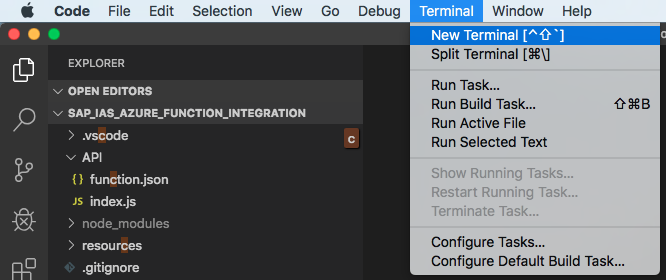 Code File Edit Selection View Go Debug Terminal Window Help
New Terminal [^⇧`]
Split Terminal [⌘\]
Run Task...
Run Build Task... ⇧⌘B
Run Active File
Run Selected Text
Show Running Tasks...
Restart Running Task...
Terminate Task...
Configure Tasks...
Configure Default Build Task...
EXPLORER
OPEN EDITORS
SAP_IAS_AZURE_FUNCTION_INTEGRATION
.vscode
c
API
{} function.json
JS index.js
node_modules
resources
.gitignore